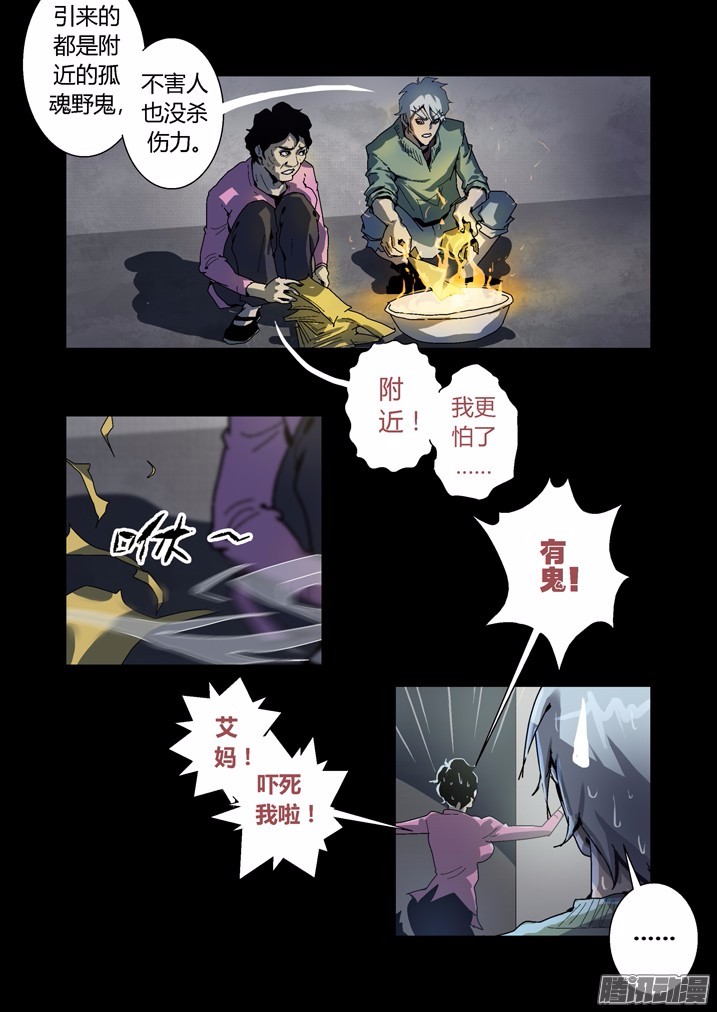 引来的
都是附
近的孤
魂野鬼，
不害人
也没杀
伤力。
附
近！
我更
怕了
……
咻～
有
鬼！
艾
妈！
吓死
我啦！
……
腾讯动漫